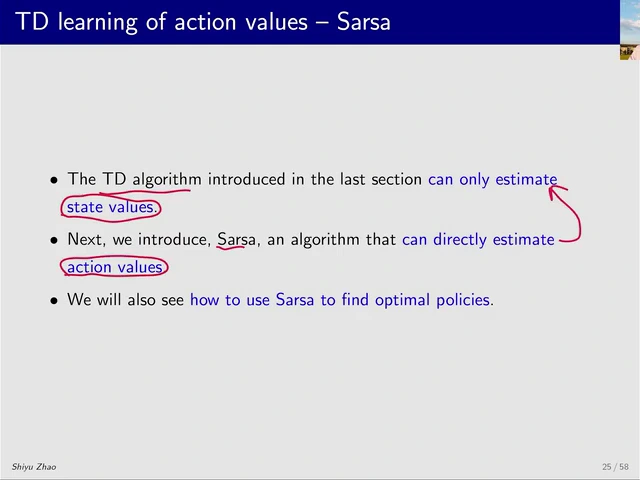 TD learning of action values – Sarsa
• The TD algorithm introduced in the last section can only estimate
state values.
• Next, we introduce, Sarsa, an algorithm that can directly estimate
action values.
• We will also see how to use Sarsa to find optimal policies.
Shiyu Zhao
25 / 58